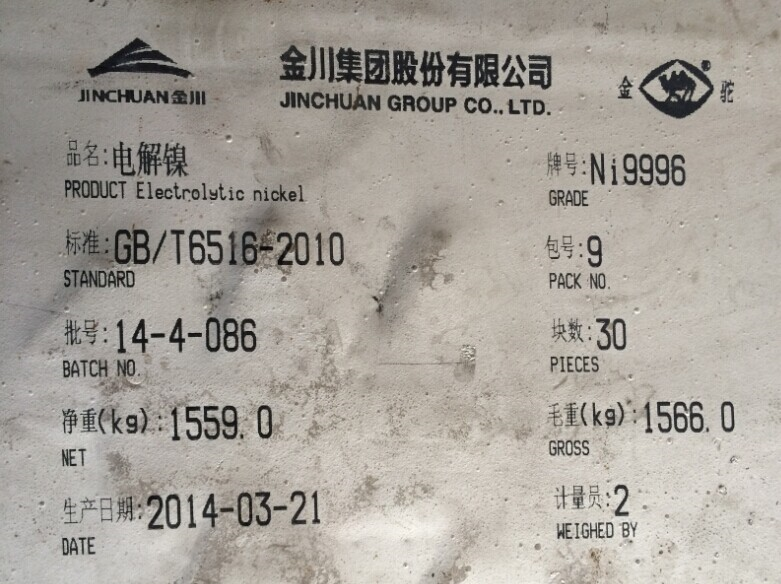 JINCHUAN金川
金川集团股份有限公司
JINCHUAN GROUP CO., LTD.
金 ® 驼
品名:电解镍
PRODUCT Electrolytic nickel
牌号:Ni9996
GRADE
标准:GB/T6516-2010
STANDARD
包号:9
PACK NO.
批号:14-4-086
BATCH NO.
块数:30
PIECES
净重(kg):1559.0
NET
毛重(kg):1566.0
GROSS
生产日期:2014-03-21
DATE
计量员:2
WEIGHED BY